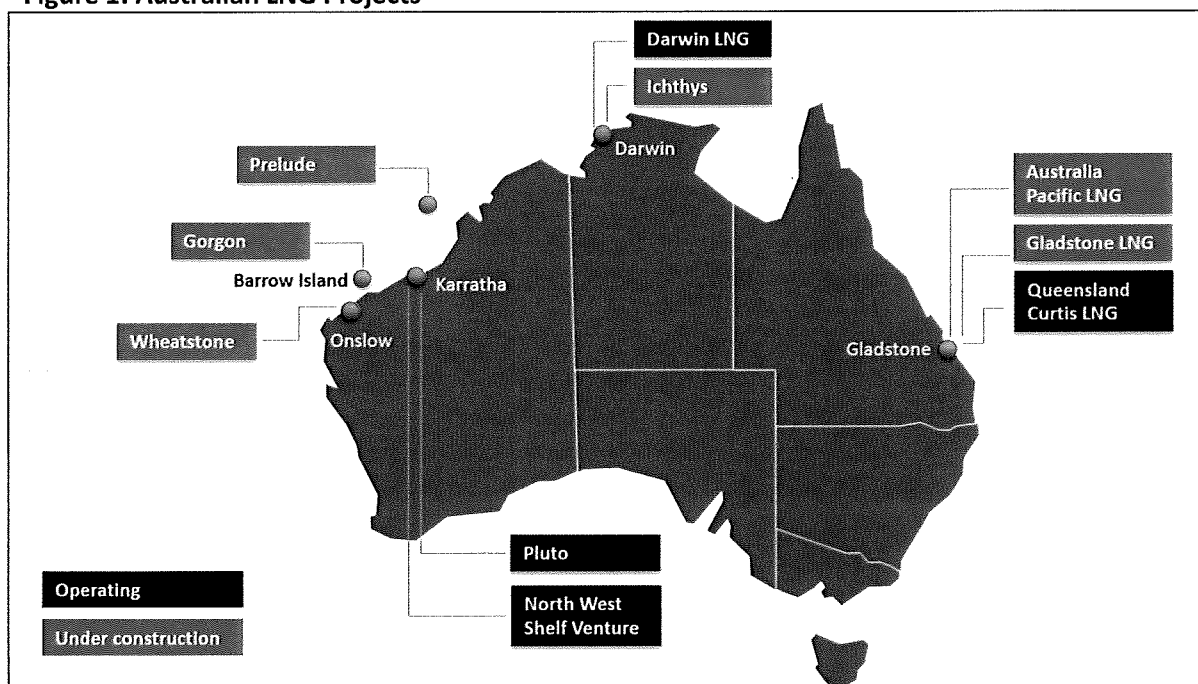 Figure 1: Australian LNG Projects
Darwin LNG
Ichthys
Darwin
Prelude
Australia
Pacific LNG
Gorgon
Gladstone LNG
Barrow Island
Karratha
Queensland
Curtis LNG
Wheatstone
Onslow
Gladstone
Pluto
Operating
North West
Shelf Venture
Under construction